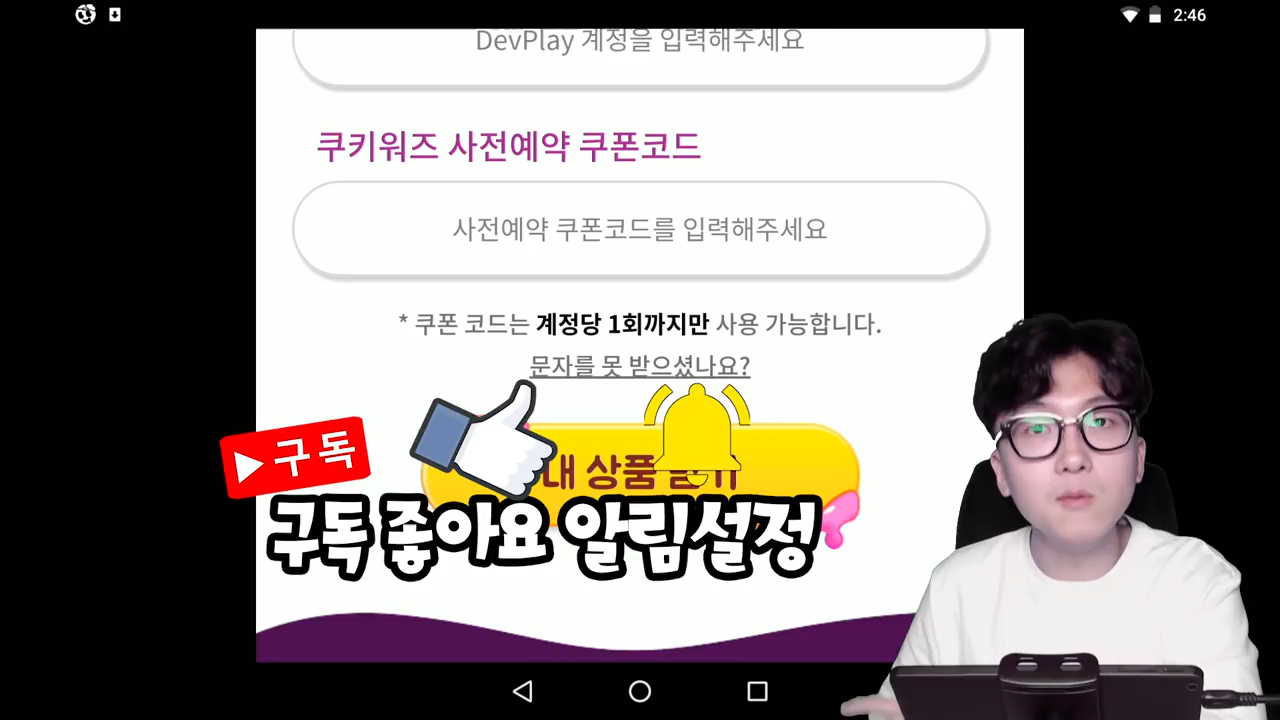 2:46
DevPlay 계정을 입력해주세요
쿠키워즈 사전예약 쿠폰코드
사전예약 쿠폰코드를 입력해주세요
* 쿠폰 코드는 계정당 1회까지만 사용 가능합니다.
문자를 못 받으셨나요?
구독
내 상품
구독 좋아요 알림설정